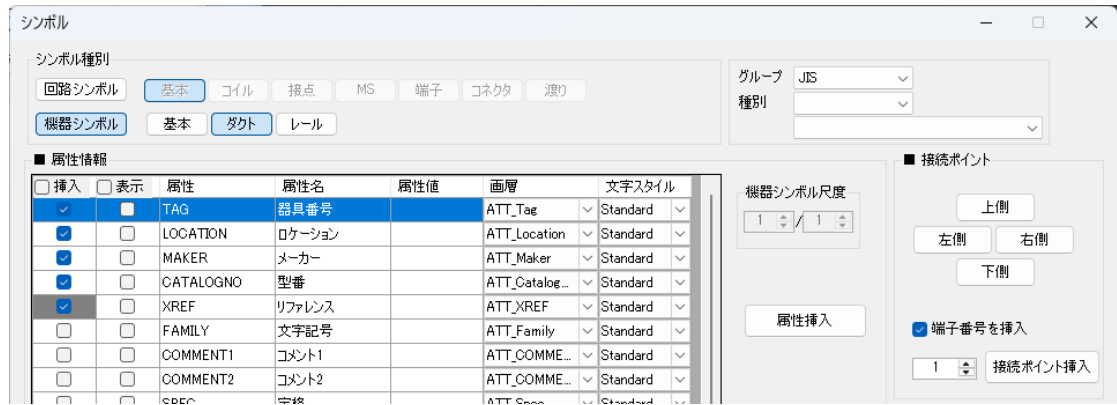 シンボル
シンボル種別
回路シンボル 基本 コイル 接点 MS 端子 コネクタ 渡り
機器シンボル 基本 ダクト レール
グループ JIS
種別
■ 属性情報
挿入 表示 属性 属性名 属性値 画層 文字スタイル
TAG 器具番号 ATT_Tag Standard
LOCATION ロケーション ATT_Location Standard
MAKER メーカー ATT_Maker Standard
CATALOGNO 型番 ATT_Catalog... Standard
XREF リファレンス ATT_XREF Standard
FAMILY 文字記号 ATT_Family Standard
COMMENT1 コメント1 ATT_COMME... Standard
COMMENT2 コメント2 ATT_COMME... Standard
SPEC 定格 ATT_Spec Standard
機器シンボル尺度
1 / 1
属性挿入
■ 接続ポイント
上側
左側 右側
下側
端子番号を挿入
1 接続ポイント挿入